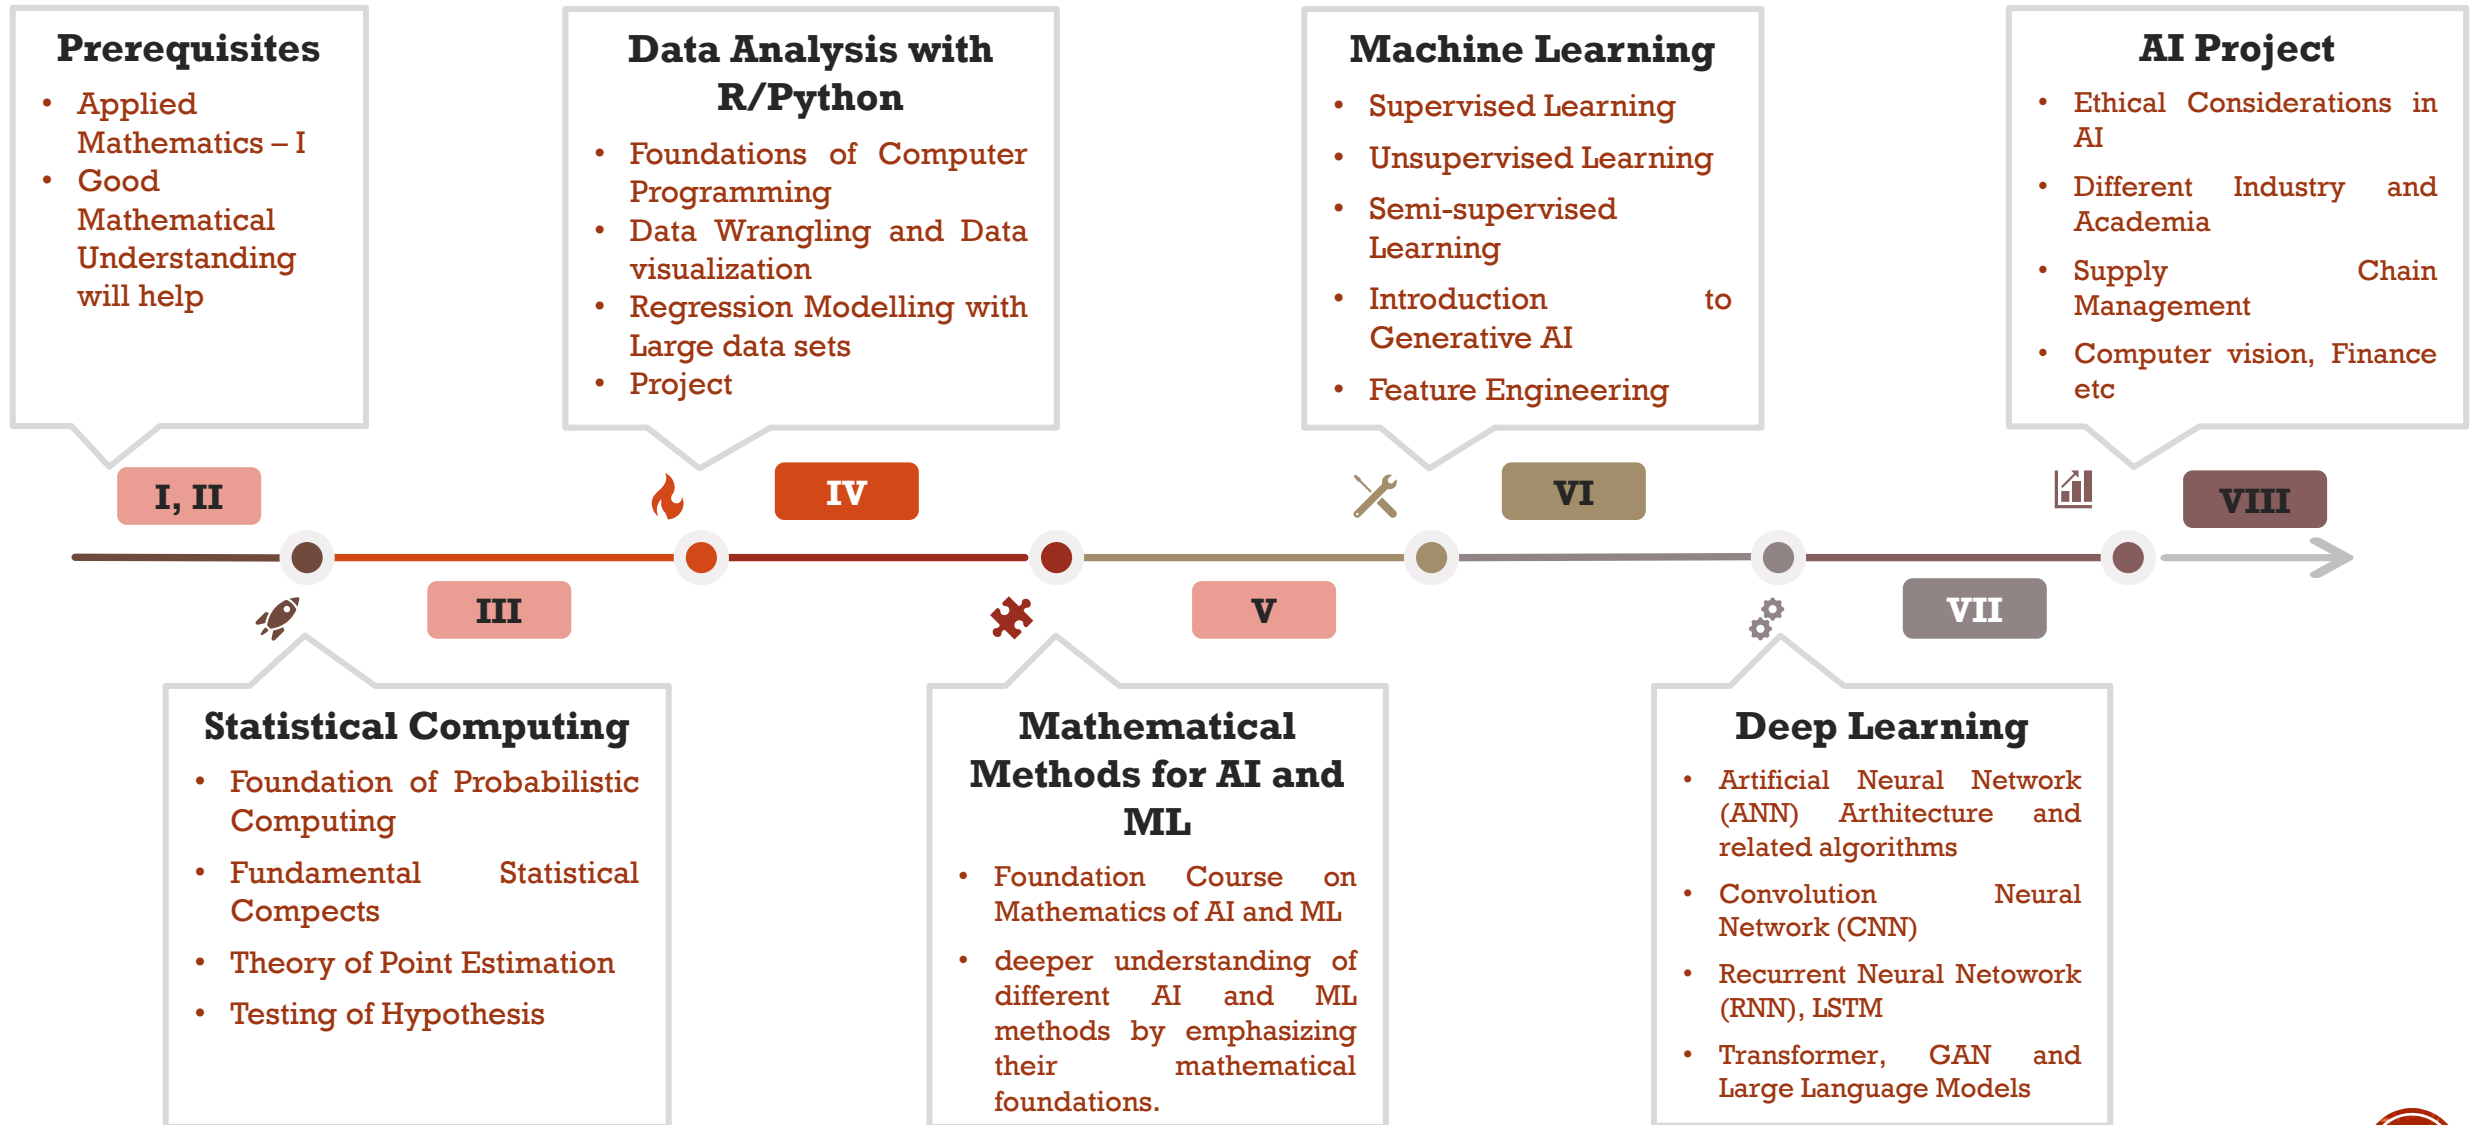 Prerequisites
• Applied
Mathematics – I
• Good
Mathematical
Understanding
will help
Data Analysis with
R/Python
• Foundations of Computer
Programming
• Data Wrangling and Data
visualization
• Regression Modelling with
Large data sets
• Project
Machine Learning
• Supervised Learning
• Unsupervised Learning
• Semi-supervised
Learning
• Introduction to
Generative AI
• Feature Engineering
AI Project
• Ethical Considerations in
AI
• Different Industry and
Academia
• Supply Chain
Management
• Computer vision, Finance
etc
I, II
IV
VI
VIII
III
V
VII
Statistical Computing
• Foundation of Probabilistic
Computing
• Fundamental Statistical
Compects
• Theory of Point Estimation
• Testing of Hypothesis
Mathematical
Methods for AI and
ML
• Foundation Course on
Mathematics of AI and ML
• deeper understanding of
different AI and ML
methods by emphasizing
their mathematical
foundations.
Deep Learning
• Artificial Neural Network
(ANN) Arthitecture and
related algorithms
• Convolution Neural
Network (CNN)
• Recurrent Neural Netowork
(RNN), LSTM
• Transformer, GAN and
Large Language Models